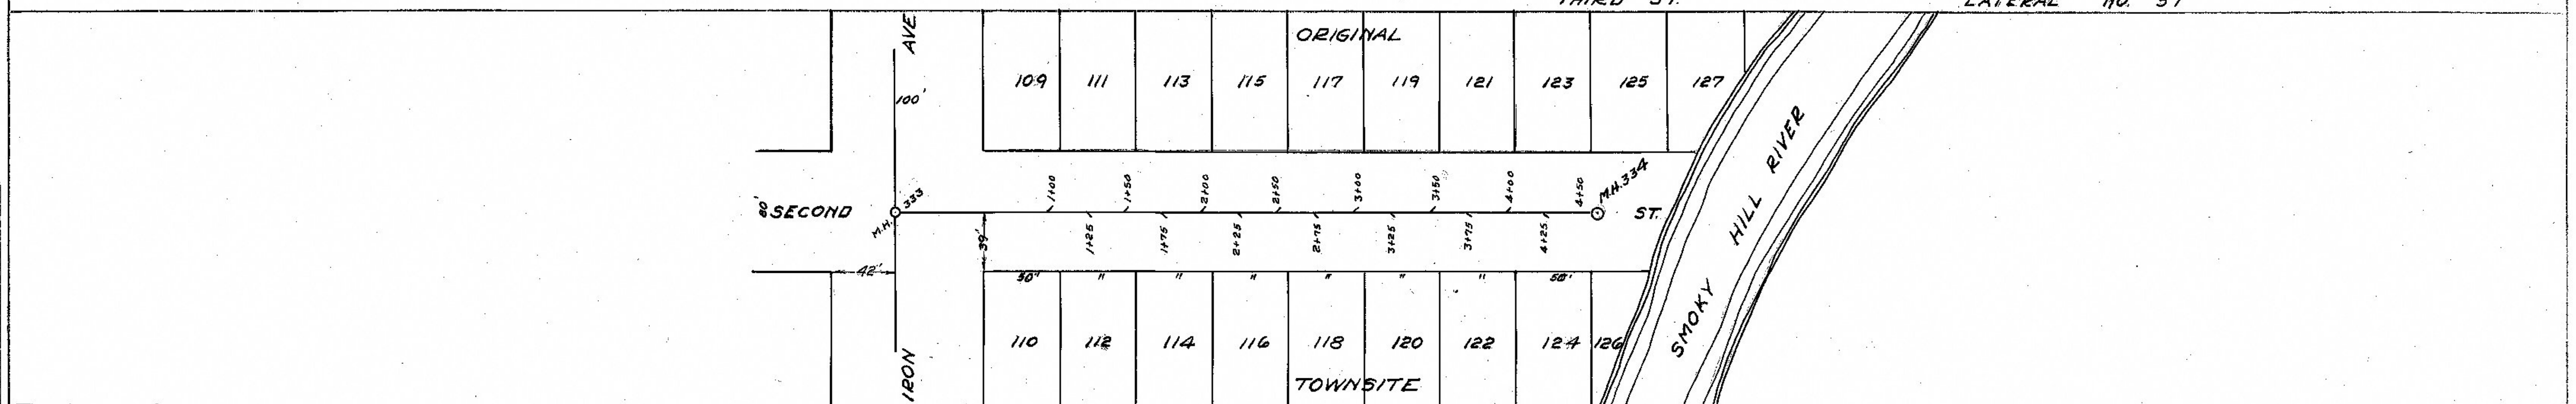 THIRD ST.
LATERAL NO. 57
AVE
ORIGINAL
109 111 113 115 117 119 121 123 125 127
100'
SMOKY HILL RIVER
1+00 1+50 2+00 2+50 3+00 3+50 4+00 4+50
M.H. 333
M.H. 334
80' SECOND ST.
1+25 1+75 2+25 2+75 3+25 3+75 4+25
39'
42'
50' " " " " " " 50'
110 112 114 116 118 120 122 124 126
IRON
TOWNSITE